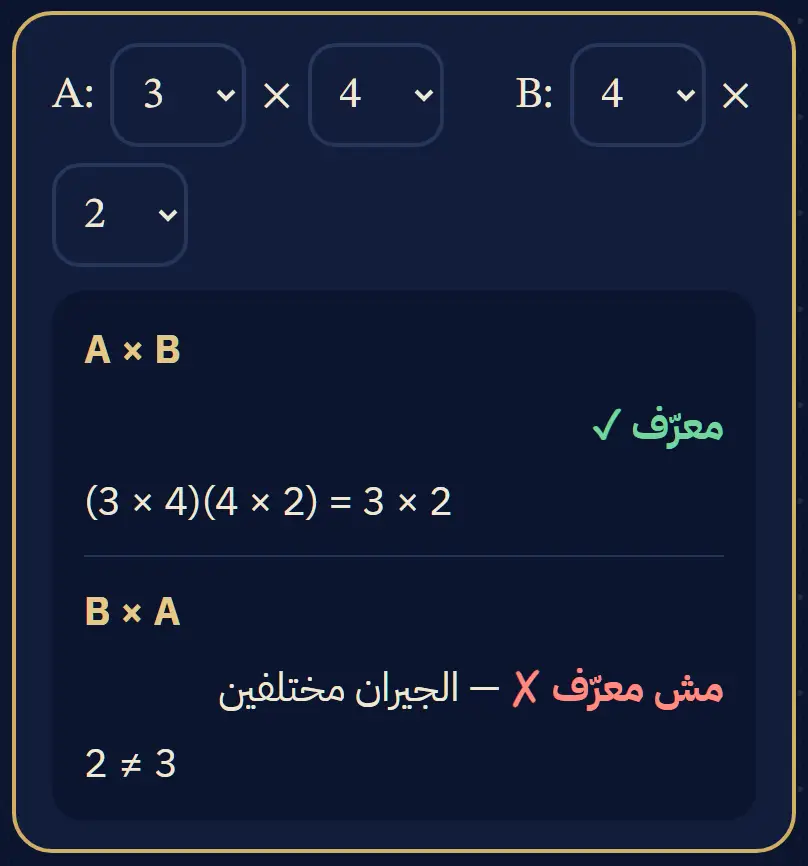 A: 3 × 4 B: 4 ×
2
A × B
معرّف ✓
(3 × 4)(4 × 2) = 3 × 2
B × A
مش معرّف ✗ — الجيران مختلفين
2 ≠ 3